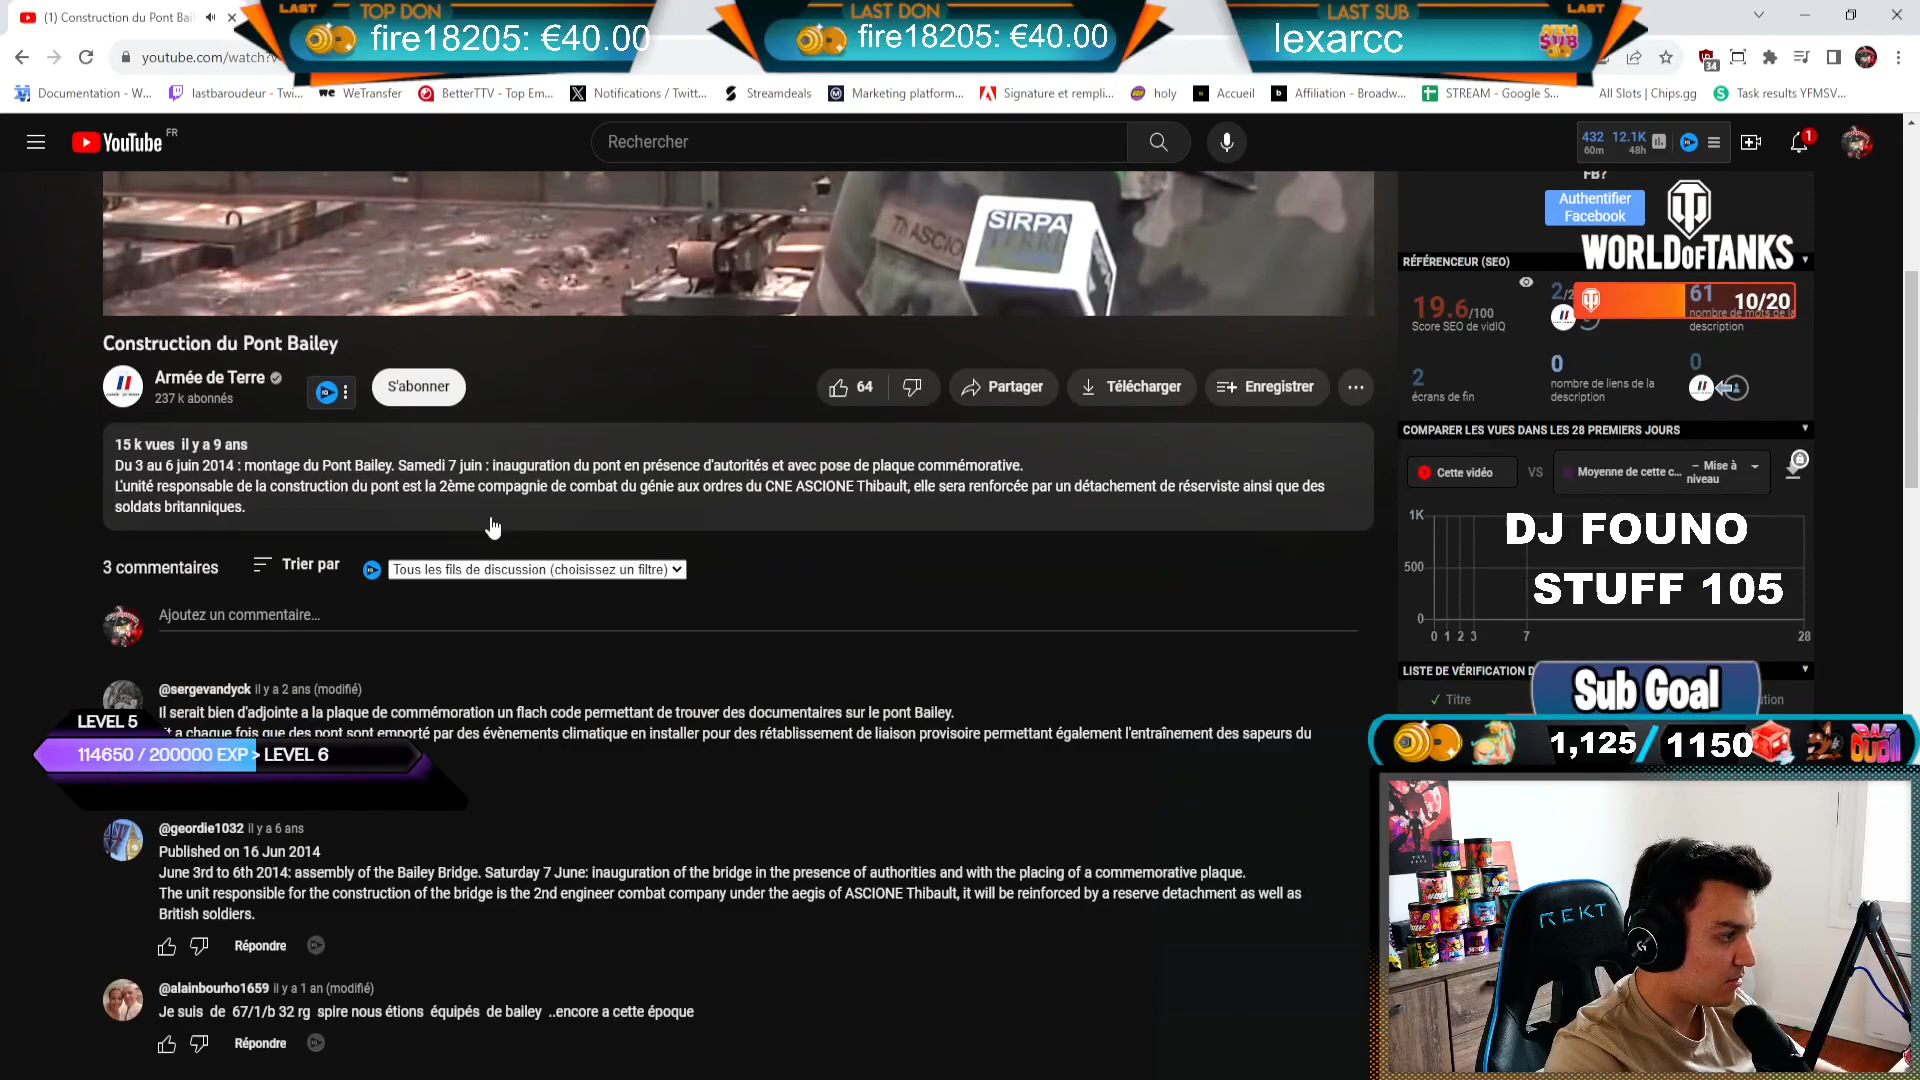 (1) Construction du Pont Bai
LAST
TOP DON
fire18205: €40.00
LAST DON
fire18205: €40.00
LAST SUB
LAST
lexarcc
NEW SUB
youtube.com/watch?v
34
Documentation - W...
lastbaroudeur - Twi...
WeTransfer
BetterTTV - Top Em...
Notifications / Twitt...
Streamdeals
Marketing platform...
Signature et rempli...
holy
Accueil
Affiliation - Broadw...
STREAM - Google S...
All Slots | Chips.gg
Task results YFMSV...
YouTube FR
Rechercher
432 12.1K
60m 48h
1
FB?
Authentifier
Facebook
WORLD OF TANKS
SIRPA
TERRE
ASCIO
RÉFÉRENCEUR (SEO)
19.6/100
Score SEO de vidIQ
61
10/20
nombre de mots de la
description
2
écrans de fin
0
nombre de liens de la
description
0
Construction du Pont Bailey
Armée de Terre
237 k abonnés
S'abonner
64
Partager
Télécharger
Enregistrer
15 k vues il y a 9 ans
Du 3 au 6 juin 2014 : montage du Pont Bailey. Samedi 7 juin : inauguration du pont en présence d'autorités et avec pose de plaque commémorative.
L'unité responsable de la construction du pont est la 2ème compagnie de combat du génie aux ordres du CNE ASCIONE Thibault, elle sera renforcée par un détachement de réserviste ainsi que des
soldats britanniques.
COMPARER LES VUES DANS LES 28 PREMIERS JOURS
Cette vidéo
VS
Moyenne de cette c...
– Mise à
niveau
1K
500
0
0 1 2 3 7 28
DJ FOUNO
STUFF 105
3 commentaires
Trier par
Tous les fils de discussion (choisissez un filtre)
Ajoutez un commentaire...
LISTE DE VÉRIFICATION D
Titre
ution
Sub Goal
1,125/1150
@sergevandyck il y a 2 ans (modifié)
Il serait bien d'adjointe a la plaque de commémoration un flach code permettant de trouver des documentaires sur le pont Bailey.
t a chaque fois que des pont sont emporté par des évènements climatique en installer pour des rétablissement de liaison provisoire permettant également l'entraînement des sapeurs du
LEVEL 5
114650 / 200000 EXP > LEVEL 6
@geordie1032 il y a 6 ans
Published on 16 Jun 2014
June 3rd to 6th 2014: assembly of the Bailey Bridge. Saturday 7 June: inauguration of the bridge in the presence of authorities and with the placing of a commemorative plaque.
The unit responsible for the construction of the bridge is the 2nd engineer combat company under the aegis of ASCIONE Thibault, it will be reinforced by a reserve detachment as well as
British soldiers.
Répondre
@alainbourho1659 il y a 1 an (modifié)
Je suis de 67/1/b 32 rg spire nous étions équipés de bailey ..encore a cette époque
Répondre
REKT